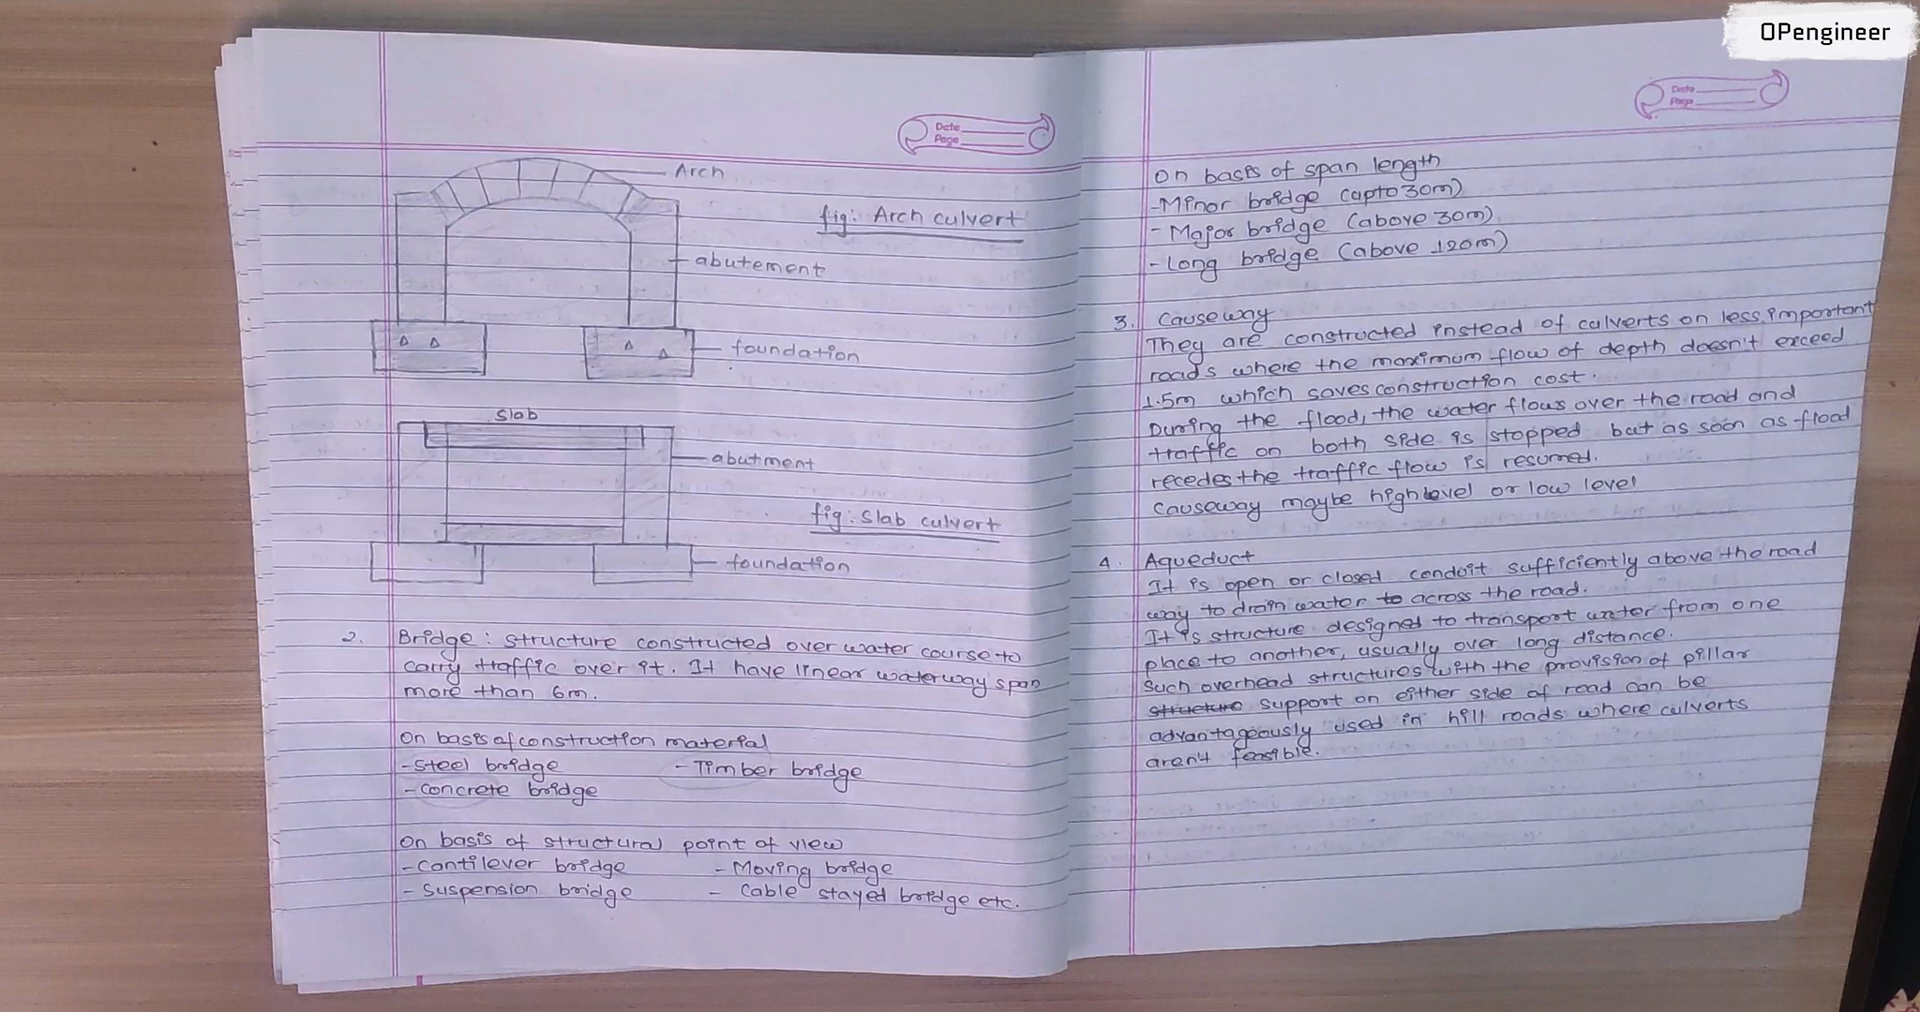 OPengineer
Date
Page
Arch
fig: Arch culvert
abutement
foundation
Slab
abutment
fig: Slab culvert
foundation
2. Bridge: structure constructed over water course to
carry traffic over it. It have linear waterway span
more than 6m.
On basis of construction material
- Steel bridge - Timber bridge
- Concrete bridge
On basis of structural point of view
- Cantilever bridge - Moving bridge
- Suspension bridge - Cable stayed bridge etc.
Date
Page
On basis of span length
- Minor bridge (upto 30m)
- Major bridge (above 30m)
- Long bridge (above 120m)
3. Causeway
They are constructed instead of culverts on less important
roads where the maximum flow of depth doesn't exceed
1.5m which saves construction cost.
During the flood, the water flows over the road and
traffic on both side is stopped but as soon as flood
recedes the traffic flow is resumed.
Causeway maybe high level or low level
4. Aqueduct
It is open or closed conduit sufficiently above the road
way to drain water to across the road.
It is structure designed to transport water from one
place to another, usually over long distance.
Such overhead structures with the provision of pillar
structure support on either side of road can be
advantageously used in hill roads where culverts
aren't feasible.